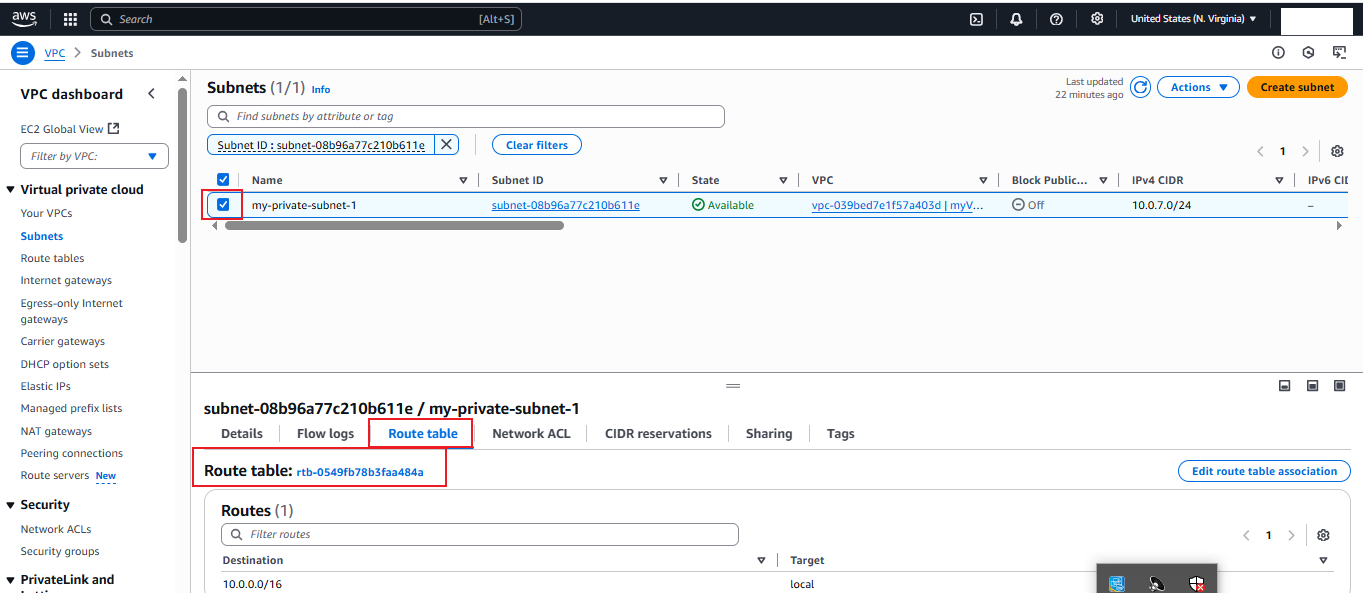 aws
Search [Alt+S] United States (N. Virginia)
VPC Subnets
VPC dashboard
EC2 Global View
Filter by VPC:
Virtual private cloud
Your VPCs
Subnets
Route tables
Internet gateways
Egress-only Internet
gateways
Carrier gateways
DHCP option sets
Elastic IPs
Managed prefix lists
NAT gateways
Peering connections
Route servers New
Security
Network ACLs
Security groups
PrivateLink and
Subnets (1/1) Info
Last updated
22 minutes ago
Actions
Create subnet
Find subnets by attribute or tag
Subnet ID : subnet-08b96a77c210b611e
Clear filters
1
Name Subnet ID State VPC Block Public... IPv4 CIDR IPv6 CID
my-private-subnet-1 subnet-08b96a77c210b611e Available vpc-039bed7e1f57a403d | myV... Off 10.0.7.0/24 –
subnet-08b96a77c210b611e / my-private-subnet-1
Details Flow logs Route table Network ACL CIDR reservations Sharing Tags
Route table: rtb-0549fb78b3faa484a
Edit route table association
Routes (1)
Filter routes
1
Destination Target
10.0.0.0/16 local